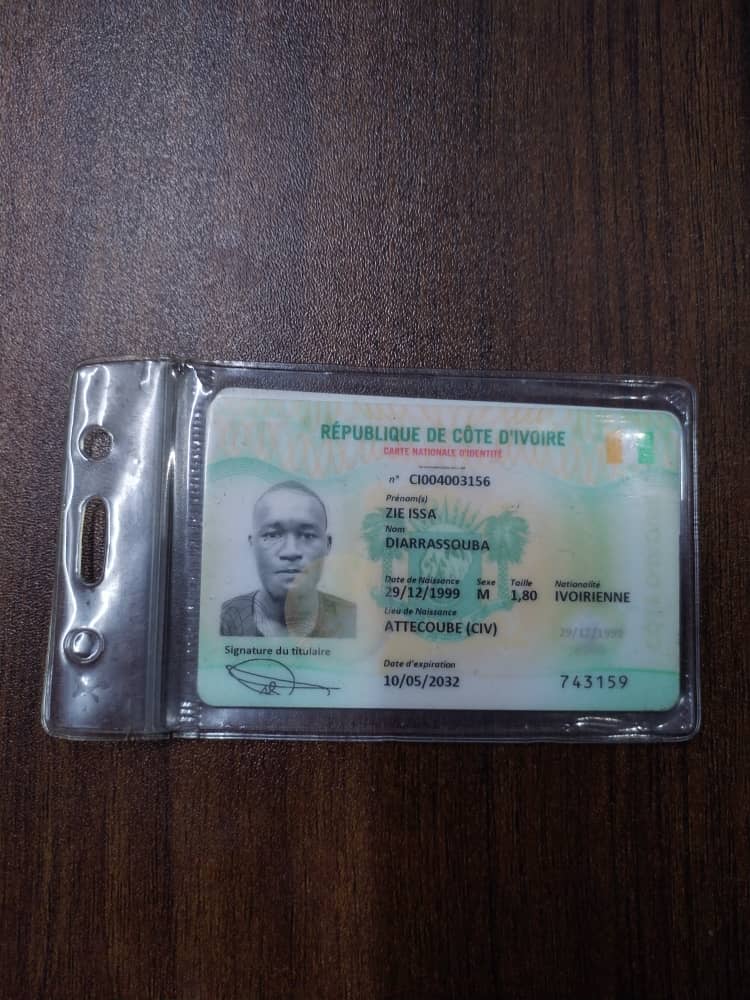 RÉPUBLIQUE DE CÔTE D'IVOIRE
CARTE NATIONALE D'IDENTITÉ
n° CI004003156
Prénom(s)
ZIE ISSA
Nom
DIARRASSOUBA
Date de Naissance Sexe Taille Nationalité
29/12/1999 M 1,80 IVOIRIENNE
Lieu de Naissance
ATTECOUBE (CIV)
29/12/1999
Signature du titulaire
Date d'expiration
10/05/2032
743159